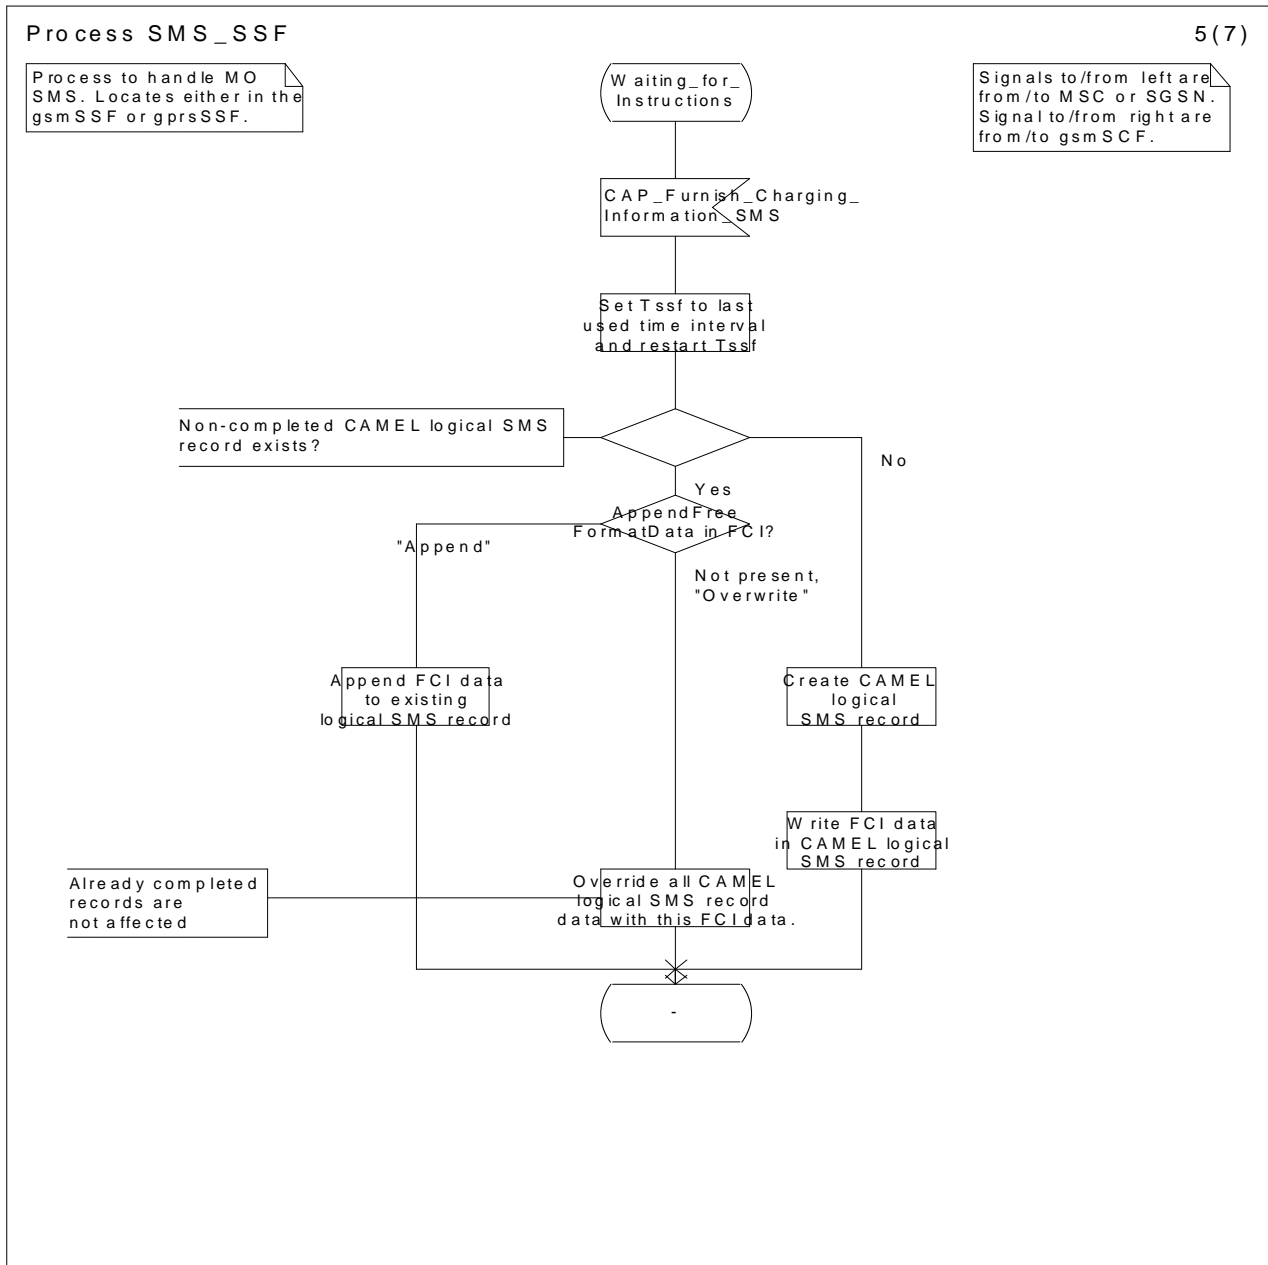 Process SMS_SSF
5(7)
Process to handle MO
SMS. Locates either in the
gsmSSF or gprsSSF.
Waiting_for_
Instructions
Signals to/from left are
from/to MSC or SGSN.
Signal to/from right are
from/to gsmSCF.
CAP_Furnish_Charging_
Information_SMS
Set Tssf to last
used time interval
and restart Tssf
Non-completed CAMEL logical SMS
record exists?
No
Yes
AppendFree
FormatData in FCI?
"Append"
Not present,
"Overwrite"
Append FCI data
to existing
logical SMS record
Create CAMEL
logical
SMS record
Write FCI data
in CAMEL logical
SMS record
Already completed
records are
not affected
Override all CAMEL
logical SMS record
data with this FCI data.
-